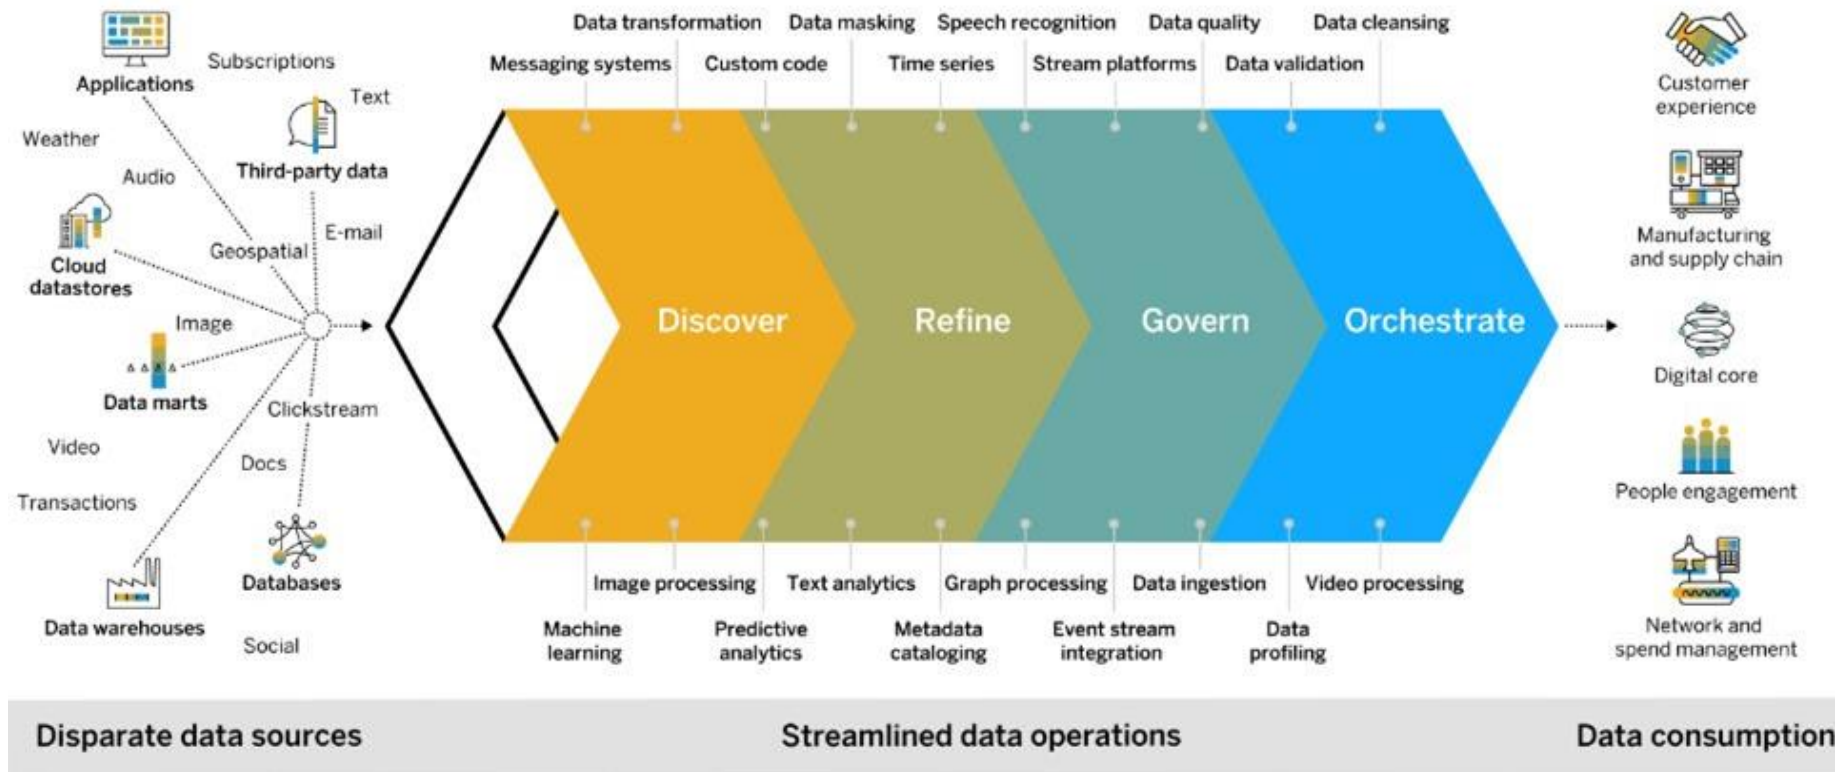 Applications
Subscriptions
Text
Weather
Third-party data
Audio
E-mail
Geospatial
Cloud
datastores
Image
Data marts
Clickstream
Video
Docs
Transactions
Databases
Data warehouses
Social
Data transformation
Data masking
Speech recognition
Data quality
Data cleansing
Messaging systems
Custom code
Time series
Stream platforms
Data validation
Discover
Refine
Govern
Orchestrate
Image processing
Text analytics
Graph processing
Data ingestion
Video processing
Machine
learning
Predictive
analytics
Metadata
cataloging
Event stream
integration
Data
profiling
Customer
experience
Manufacturing
and supply chain
Digital core
People engagement
Network and
spend management
Disparate data sources
Streamlined data operations
Data consumption